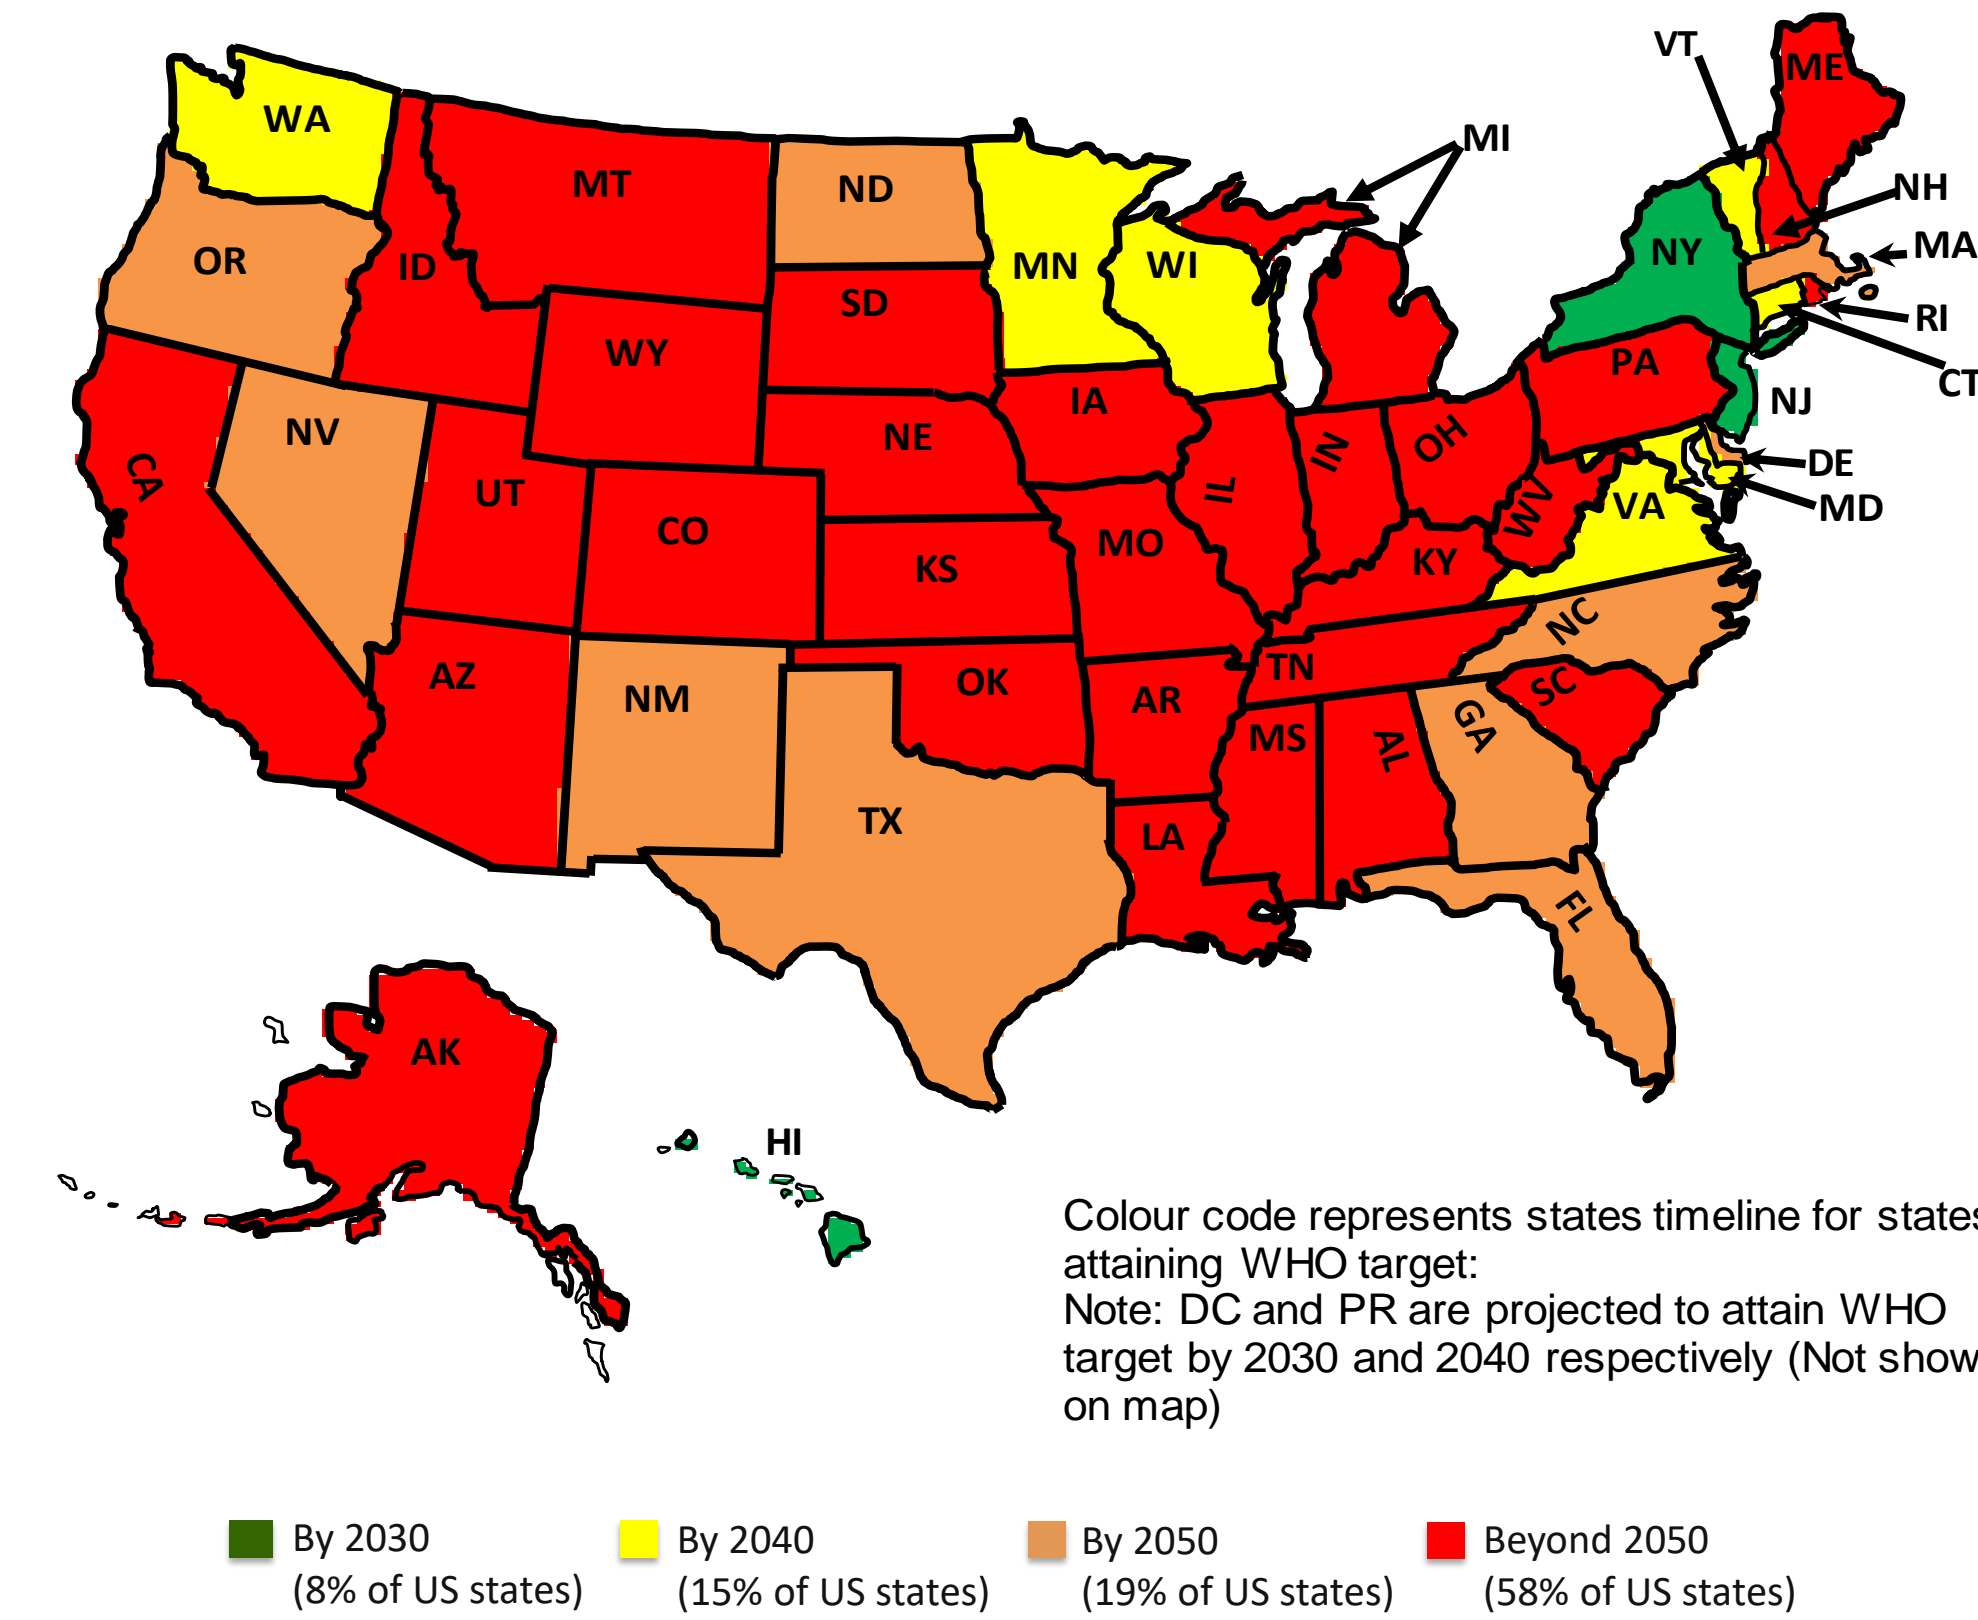 VT
ME
WA
MI
MT
ND
NH
OR
ID
MN
WI
NY
MA
SD
RI
WY
PA
CT
IA
NJ
NV
NE
OH
IN
CA
UT
IL
DE
WV
VA
MD
CO
MO
KS
KY
NC
TN
AZ
OK
SC
NM
AR
GA
MS
AL
TX
LA
FL
AK
HI
Colour code represents states timeline for states
attaining WHO target:
Note: DC and PR are projected to attain WHO
target by 2030 and 2040 respectively (Not show
on map)
By 2030
(8% of US states)
By 2040
(15% of US states)
By 2050
(19% of US states)
Beyond 2050
(58% of US states)